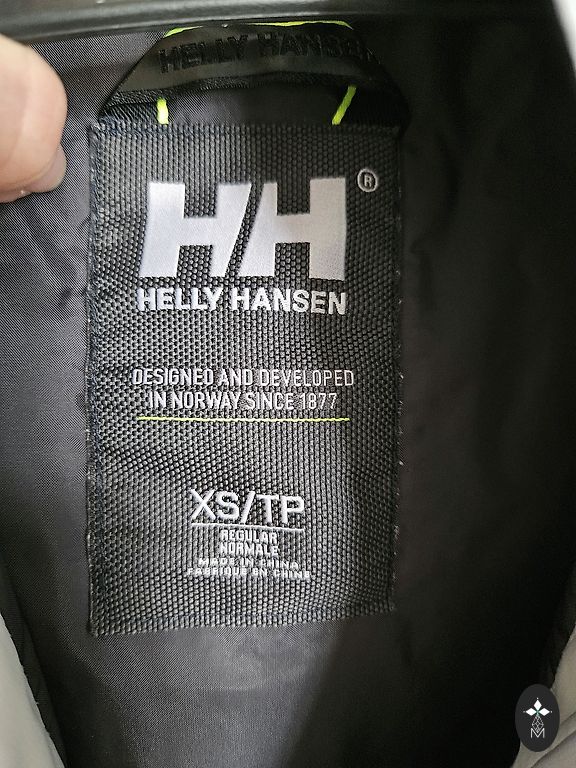 HELLY HANSEN
HH®
HELLY HANSEN
DESIGNED AND DEVELOPED
IN NORWAY SINCE 1877
XS/TP
REGULAR
NORMALE
MADE IN CHINA
FABRIQUÉ EN CHINE
M